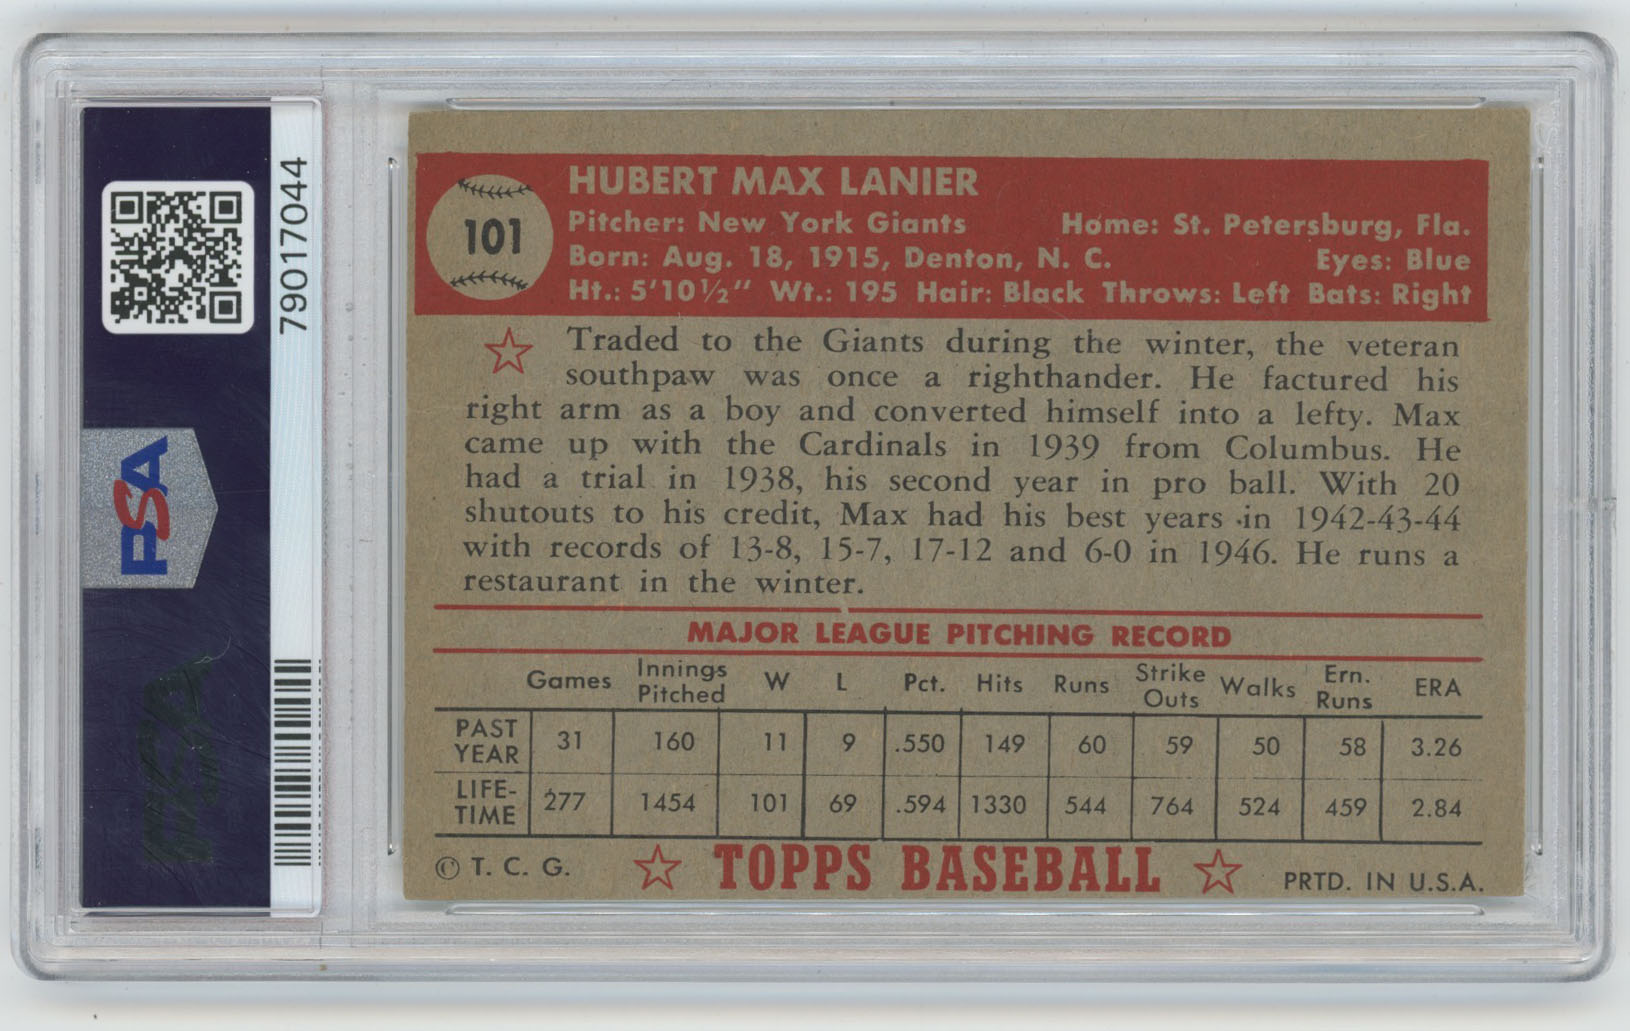 79017044
PSA
101
HUBERT MAX LANIER
Pitcher: New York Giants Home: St. Petersburg, Fla.
Born: Aug. 18, 1915, Denton, N. C. Eyes: Blue
Ht.: 5'10½" Wt.: 195 Hair: Black Throws: Left Bats: Right
Traded to the Giants during the winter, the veteran
southpaw was once a righthander. He factured his
right arm as a boy and converted himself into a lefty. Max
came up with the Cardinals in 1939 from Columbus. He
had a trial in 1938, his second year in pro ball. With 20
shutouts to his credit, Max had his best years in 1942-43-44
with records of 13-8, 15-7, 17-12 and 6-0 in 1946. He runs a
restaurant in the winter.
MAJOR LEAGUE PITCHING RECORD
Games Innings Pitched W L Pct. Hits Runs Strike Outs Walks Ern. Runs ERA
PAST YEAR 31 160 11 9 .550 149 60 59 50 58 3.26
LIFE-TIME 277 1454 101 69 .594 1330 544 764 524 459 2.84
© T. C. G. TOPPS BASEBALL PRTD. IN U.S.A.